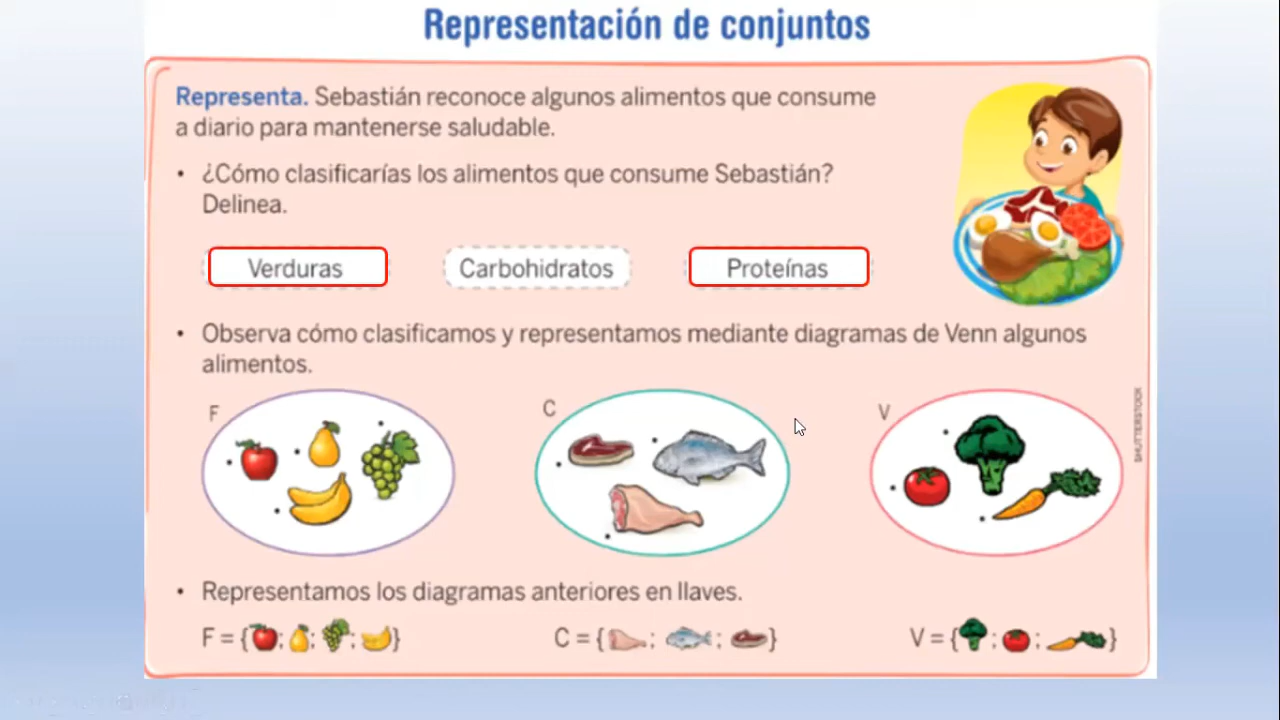 Representación de conjuntos
Representa. Sebastián reconoce algunos alimentos que consume
a diario para mantenerse saludable.
• ¿Cómo clasificarías los alimentos que consume Sebastián?
Delinea.
Verduras
Carbohidratos
Proteínas
• Observa cómo clasificamos y representamos mediante diagramas de Venn algunos
alimentos.
F
C
V
SHUTTERSTOCK
• Representamos los diagramas anteriores en llaves.
F = { ; ; ; }
C = { ; ; }
V = { ; ; }